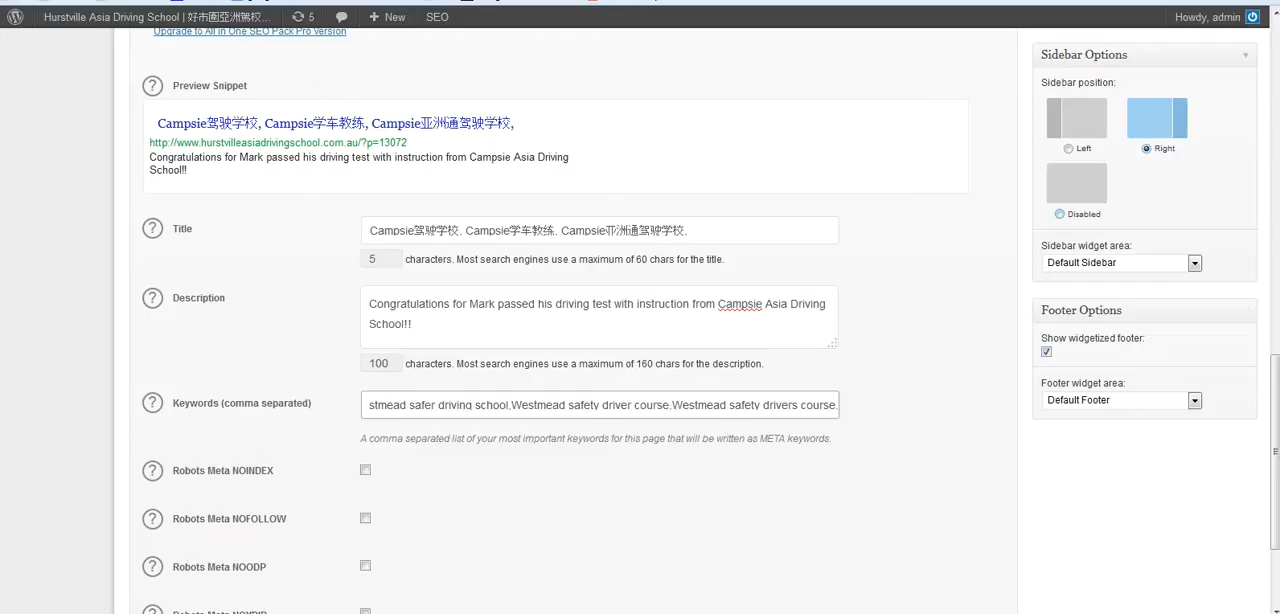 Hurstville Asia Driving School | 好市圍亞洲駕校...
5
New
SEO
Howdy, admin
Upgrade to All in One SEO Pack Pro Version
Preview Snippet
Campsie驾驶学校, Campsie学车教练, Campsie亚洲通驾驶学校,
http://www.hurstvilleasiadrivingschool.com.au/?p=13072
Congratulations for Mark passed his driving test with instruction from Campsie Asia Driving
School!!
Title
Campsie驾驶学校, Campsie学车教练, Campsie亚洲通驾驶学校,
5 characters. Most search engines use a maximum of 60 chars for the title.
Description
Congratulations for Mark passed his driving test with instruction from Campsie Asia Driving
School!!
100 characters. Most search engines use a maximum of 160 chars for the description.
Keywords (comma separated)
stmead safer driving school,Westmead safety driver course,Westmead safety drivers course,
A comma separated list of your most important keywords for this page that will be written as META keywords.
Robots Meta NOINDEX
Robots Meta NOFOLLOW
Robots Meta NOODP
Sidebar Options
Sidebar position:
Left
Right
Disabled
Sidebar widget area:
Default Sidebar
Footer Options
Show widgetized footer:
Footer widget area:
Default Footer